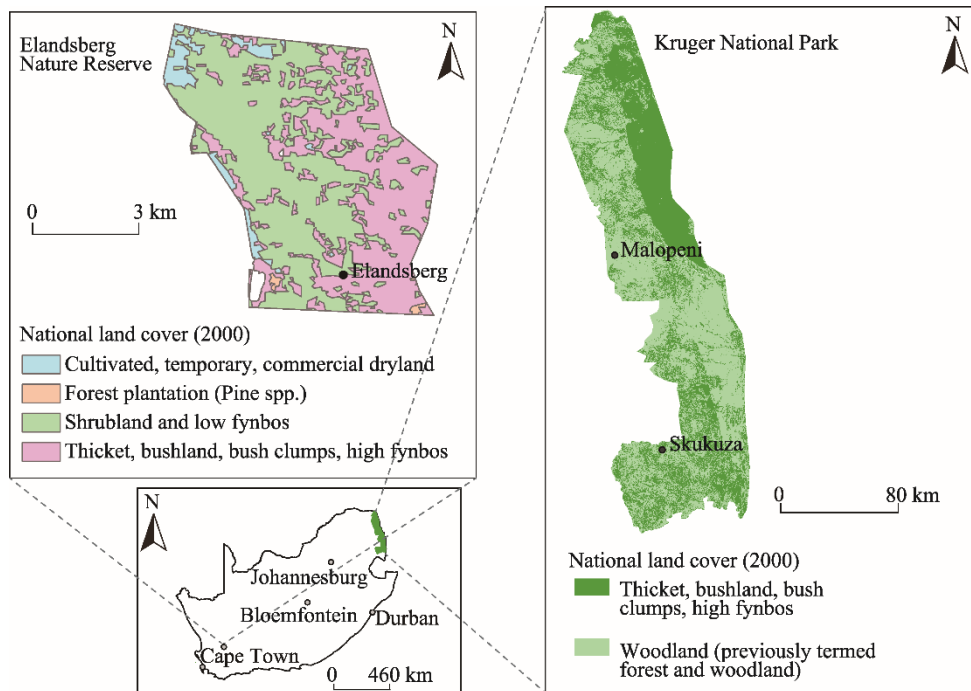 Elandsberg
Nature Reserve
N
0 3 km
Elandsberg
National land cover (2000)
Cultivated, temporary, commercial dryland
Forest plantation (Pine spp.)
Shrubland and low fynbos
Thicket, bushland, bush clumps, high fynbos
N
Johannesburg
Bloemfontein
Durban
Cape Town
0 460 km
Kruger National Park
N
Malopeni
Skukuza
0 80 km
National land cover (2000)
Thicket, bushland, bush
clumps, high fynbos
Woodland (previously termed
forest and woodland)